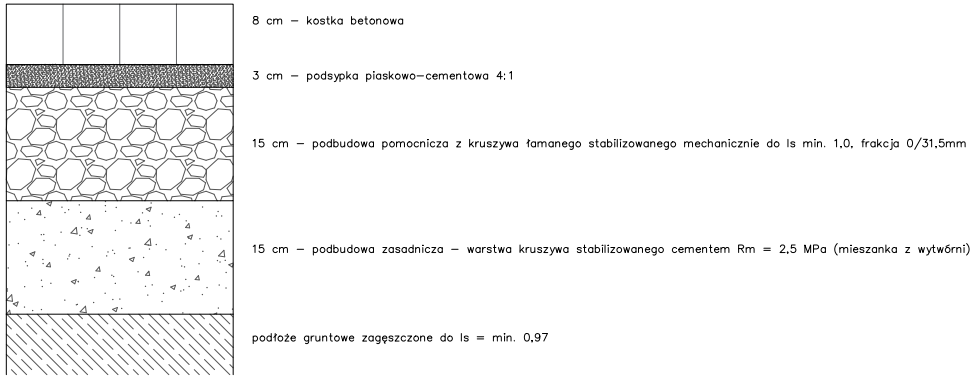 8 cm – kostka betonowa
3 cm – podsypka piaskowo-cementowa 4:1
15 cm – podbudowa pomocnicza z kruszywa łamanego stabilizowanego mechanicznie do Is min. 1.0, frakcja 0/31.5mm
15 cm – podbudowa zasadnicza – warstwa kruszywa stabilizowanego cementem Rm = 2,5 MPa (mieszanka z wytwórni)
podłoże gruntowe zagęszczone do Is = min. 0,97